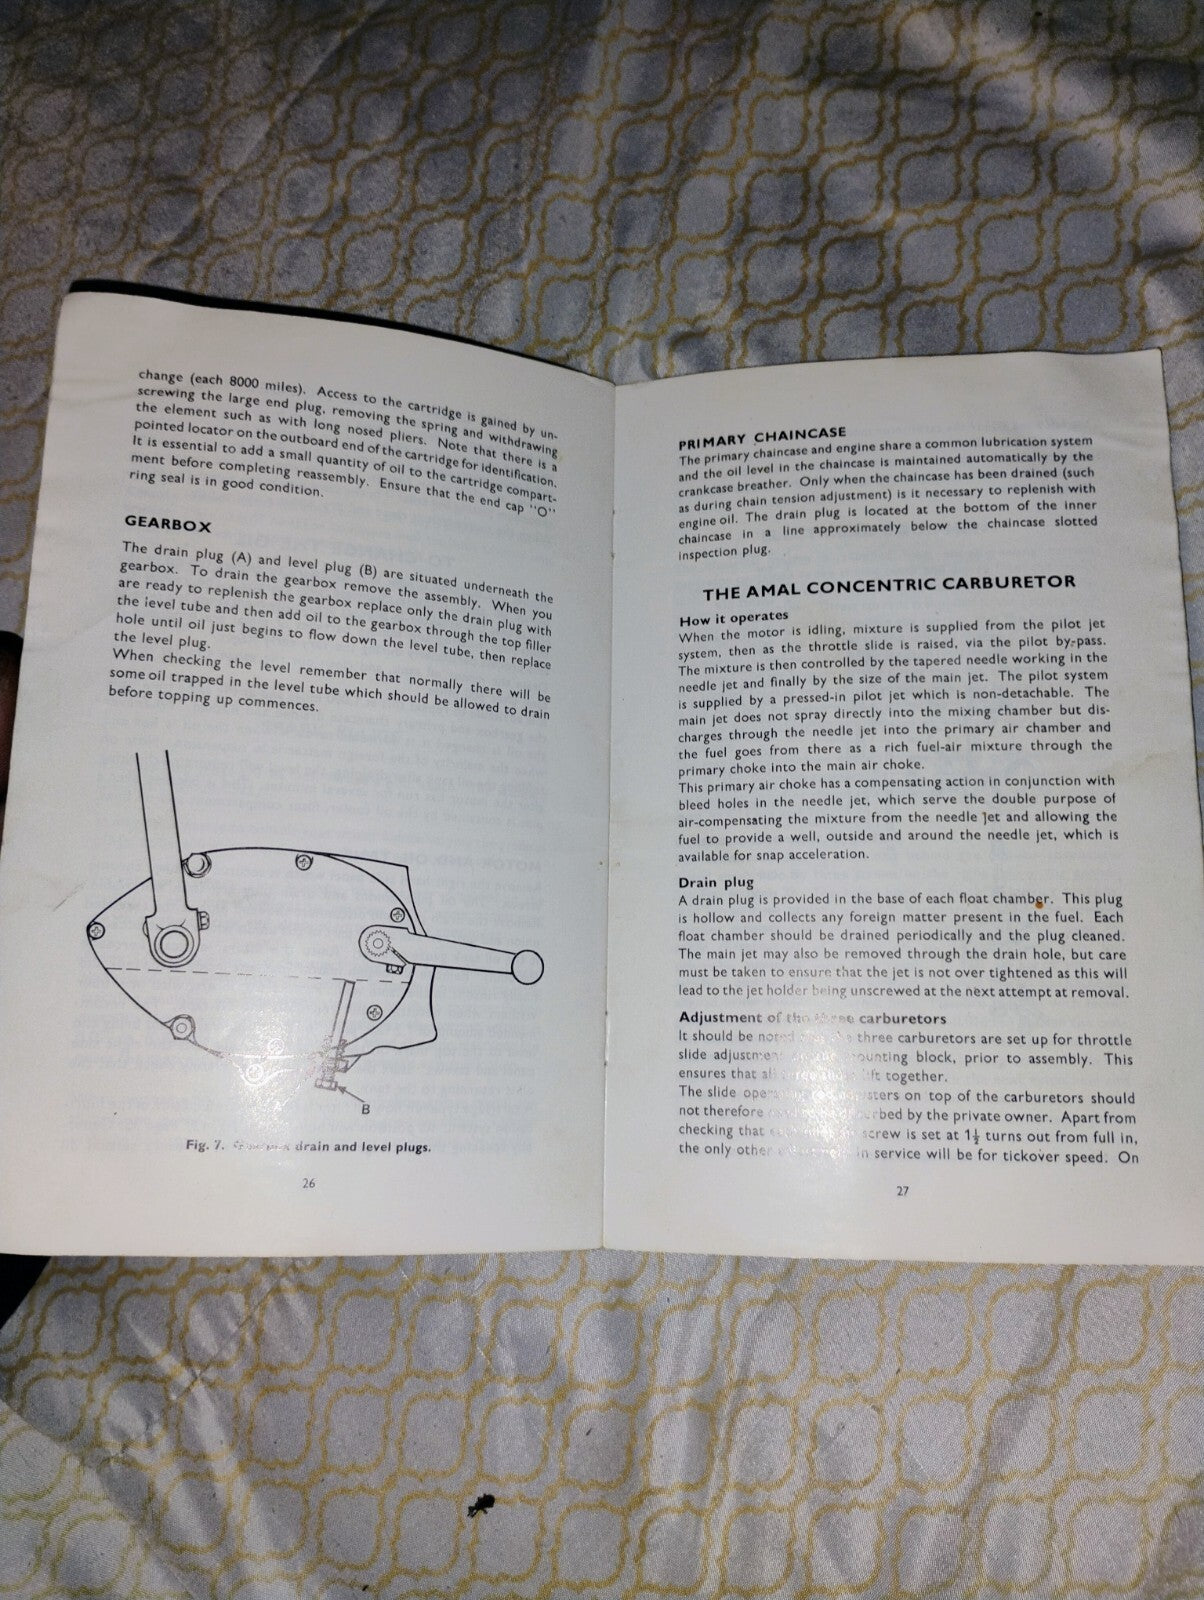 change (each 8000 miles). Access to the cartridge is gained by un-
screwing the large end plug, removing the spring and withdrawing
the element such as with long nosed pliers. Note that there is a
pointed locator on the outboard end of the cartridge for identification.
It is essential to add a small quantity of oil to the cartridge compart-
ment before completing reassembly. Ensure that the end cap "O"
ring seal is in good condition.
GEARBOX
The drain plug (A) and level plug (B) are situated underneath the
gearbox. To drain the gearbox remove the assembly. When you
are ready to replenish the gearbox replace only the drain plug with
the level tube and then add oil to the gearbox through the top filler
hole until oil just begins to flow down the level tube, then replace
the level plug.
When checking the level remember that normally there will be
some oil trapped in the level tube which should be allowed to drain
before topping up commences.
B
Fig. 7. drain and level plugs.
26
PRIMARY CHAINCASE
The primary chaincase and engine share a common lubrication system
and the oil level in the chaincase is maintained automatically by the
crankcase breather. Only when the chaincase has been drained (such
as during chain tension adjustment) is it necessary to replenish with
engine oil. The drain plug is located at the bottom of the inner
chaincase in a line approximately below the chaincase slotted
inspection plug.
THE AMAL CONCENTRIC CARBURETOR
How it operates
When the motor is idling, mixture is supplied from the pilot jet
system, then as the throttle slide is raised, via the pilot by-pass.
The mixture is then controlled by the tapered needle working in the
needle jet and finally by the size of the main jet. The pilot system
is supplied by a pressed-in pilot jet which is non-detachable. The
main jet does not spray directly into the mixing chamber but dis-
charges through the needle jet into the primary air chamber and
the fuel goes from there as a rich fuel-air mixture through the
primary choke into the main air choke.
This primary air choke has a compensating action in conjunction with
bleed holes in the needle jet, which serve the double purpose of
air-compensating the mixture from the needle jet and allowing the
fuel to provide a well, outside and around the needle jet, which is
available for snap acceleration.
Drain plug
A drain plug is provided in the base of each float chamber. This plug
is hollow and collects any foreign matter present in the fuel. Each
float chamber should be drained periodically and the plug cleaned.
The main jet may also be removed through the drain hole, but care
must be taken to ensure that the jet is not over tightened as this will
lead to the jet holder being unscrewed at the next attempt at removal.
Adjustment of the three carburetors
It should be noted three carburetors are set up for throttle
slide adjustment mounting block, prior to assembly. This
ensures that all lift together.
The slide on top of the carburetors should
not therefore by the private owner. Apart from
checking that screw is set at 1½ turns out from full in,
the only other in service will be for tickover speed. On
27